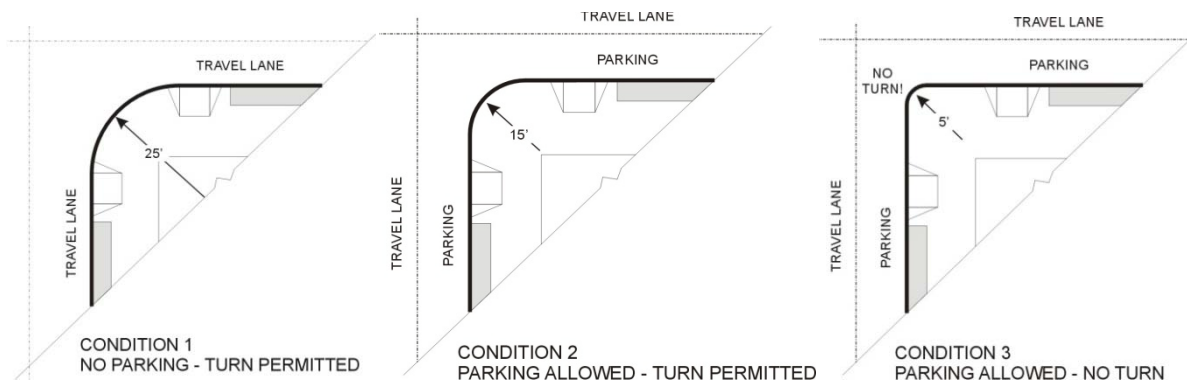 TRAVEL LANE
25'
TRAVEL LANE
CONDITION 1
NO PARKING - TURN PERMITTED
TRAVEL LANE
PARKING
15'
TRAVEL LANE
PARKING
CONDITION 2
PARKING ALLOWED - TURN PERMITTED
TRAVEL LANE
PARKING
NO
TURN!
5'
TRAVEL LANE
PARKING
CONDITION 3
PARKING ALLOWED - NO TURN